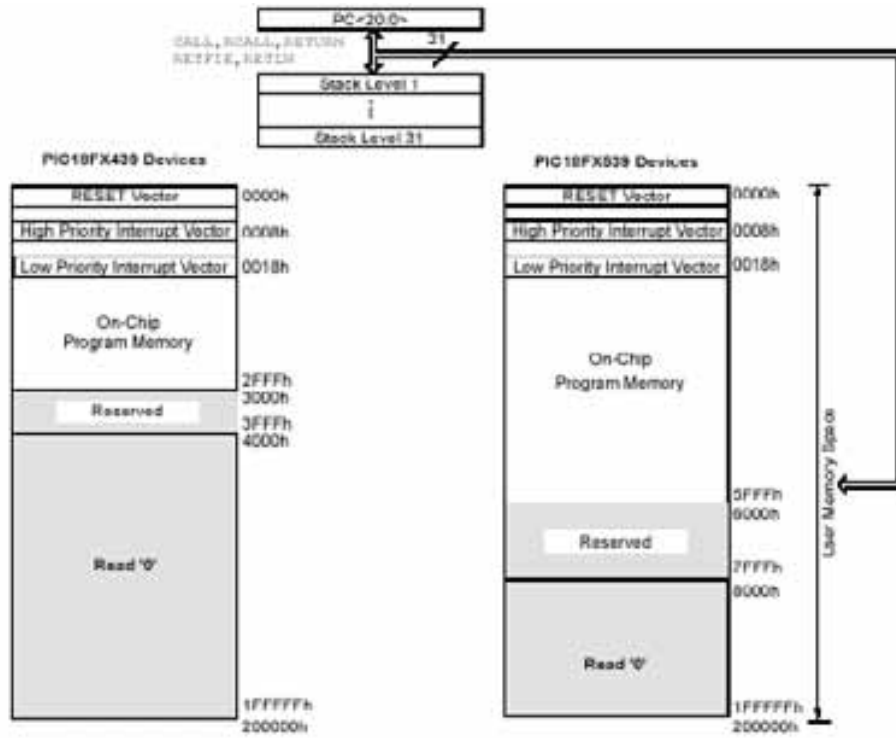 PC<20:0>
CALL, RCALL, RETURN
RETFIE, RETLW
21
Stack Level 1
Stack Level 31
PIC18FX439 Devices
RESET Vector
0000h
High Priority Interrupt Vector
0008h
Low Priority Interrupt Vector
0018h
On-Chip
Program Memory
2FFFh
3000h
Reserved
3FFFh
4000h
Read '0'
1FFFFFh
200000h
PIC18FX539 Devices
RESET Vector
0000h
High Priority Interrupt Vector
0008h
Low Priority Interrupt Vector
0018h
On-Chip
Program Memory
5FFFh
6000h
Reserved
7FFFh
8000h
Read '0'
1FFFFFh
200000h
User Memory Space